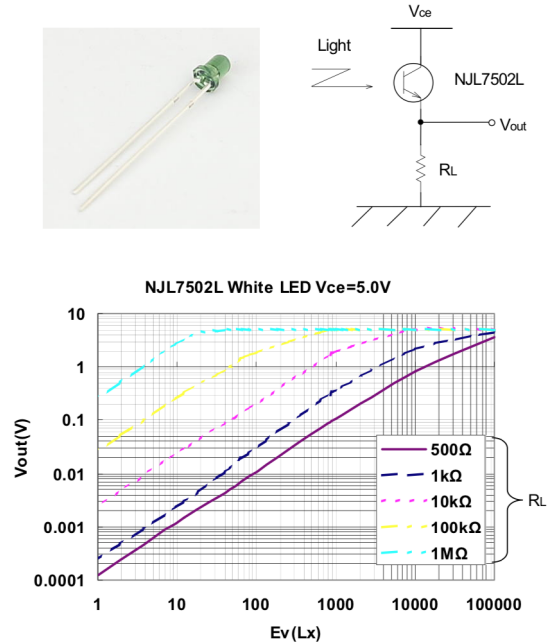 Vce
Light
NJL7502L
Vout
RL
NJL7502L White LED Vce=5.0V
10
1
0.1
0.01
0.001
0.0001
Vout(V)
500Ω
1kΩ
10kΩ
100kΩ
1MΩ
RL
1
10
100
1000
10000
100000
Ev(Lx)